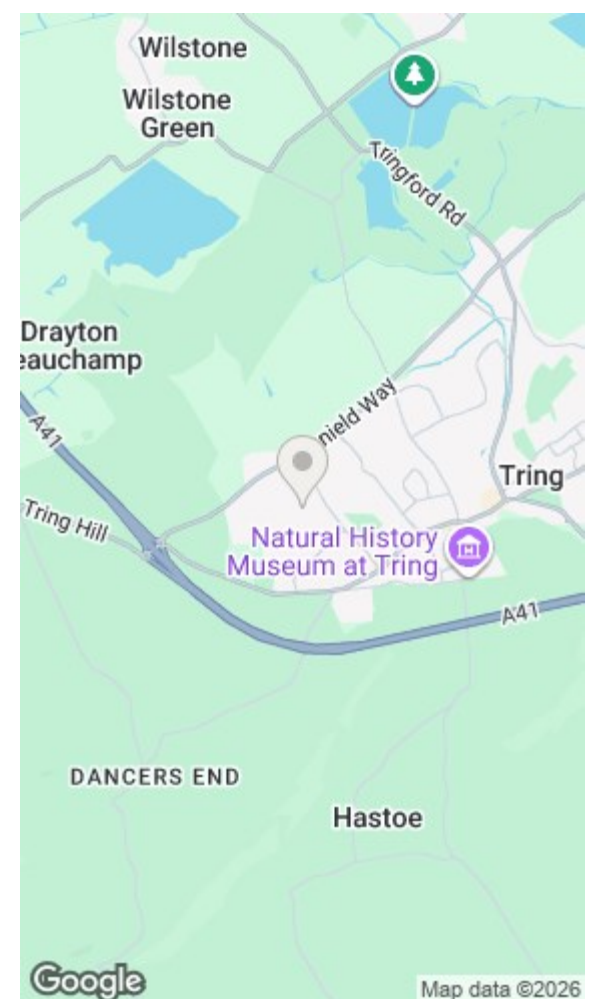 Wilstone
Wilstone
Green
Tringford Rd
Drayton
eauchamp
nield Way
A41
Tring
Tring Hill
Natural History
Museum at Tring
A41
DANCERS END
Hastoe
Google
Map data ©2026